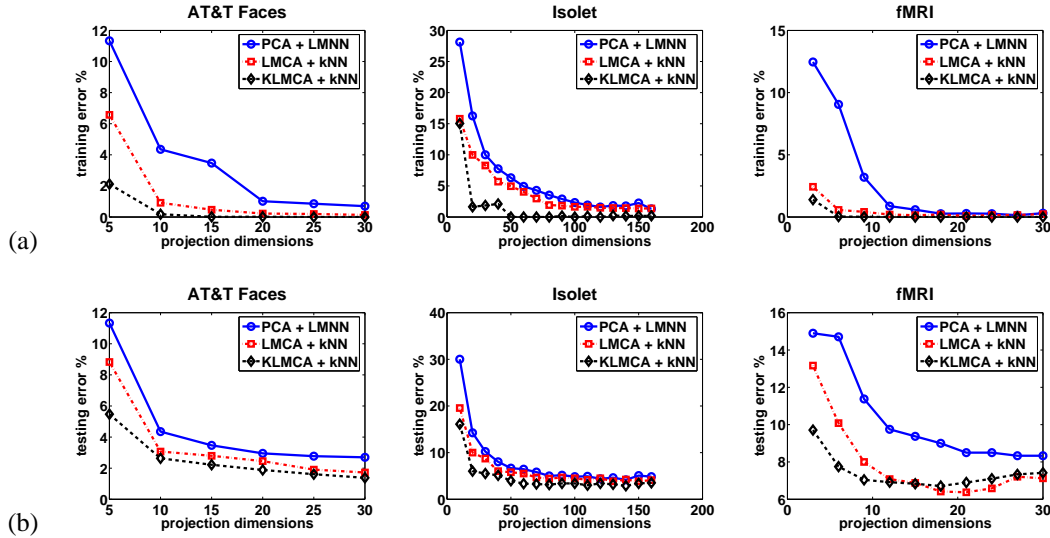 AT&T Faces
12
10
8
6
4
2
0
5 10 15 20 25 30
training error %
projection dimensions
PCA + LMNN
LMCA + kNN
KLMCA + kNN
Isolet
30
25
20
15
10
5
0
0 50 100 150 200
training error %
projection dimensions
PCA + LMNN
LMCA + kNN
KLMCA + kNN
fMRI
15
10
5
0
0 10 20 30
training error %
projection dimensions
PCA + LMNN
LMCA + kNN
KLMCA + kNN
(a)
AT&T Faces
12
10
8
6
4
2
0
5 10 15 20 25 30
testing error %
projection dimensions
PCA + LMNN
LMCA + kNN
KLMCA + kNN
Isolet
40
30
20
10
0
0 50 100 150 200
testing error %
projection dimensions
PCA + LMNN
LMCA + kNN
KLMCA + kNN
fMRI
16
14
12
10
8
6
0 10 20 30
testing error %
projection dimensions
PCA + LMNN
LMCA + kNN
KLMCA + kNN
(b)